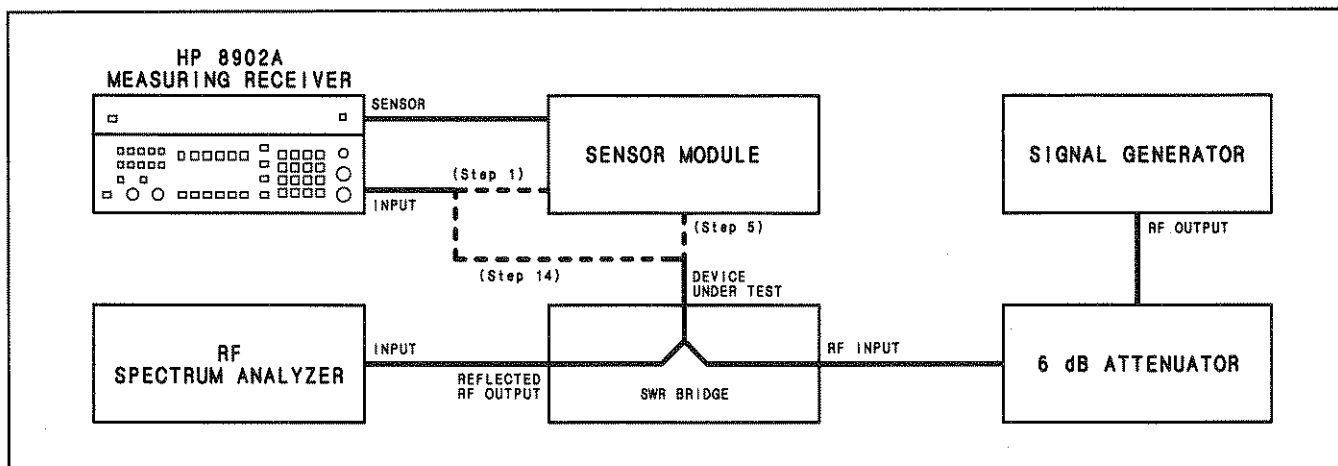 HP 8902A
MEASURING RECEIVER
SENSOR
INPUT
(Step 1)
(Step 14)
SENSOR MODULE
(Step 5)
DEVICE
UNDER TEST
SIGNAL GENERATOR
RF OUTPUT
RF
SPECTRUM ANALYZER
INPUT
REFLECTED
RF OUTPUT
SWR BRIDGE
RF INPUT
6 dB ATTENUATOR